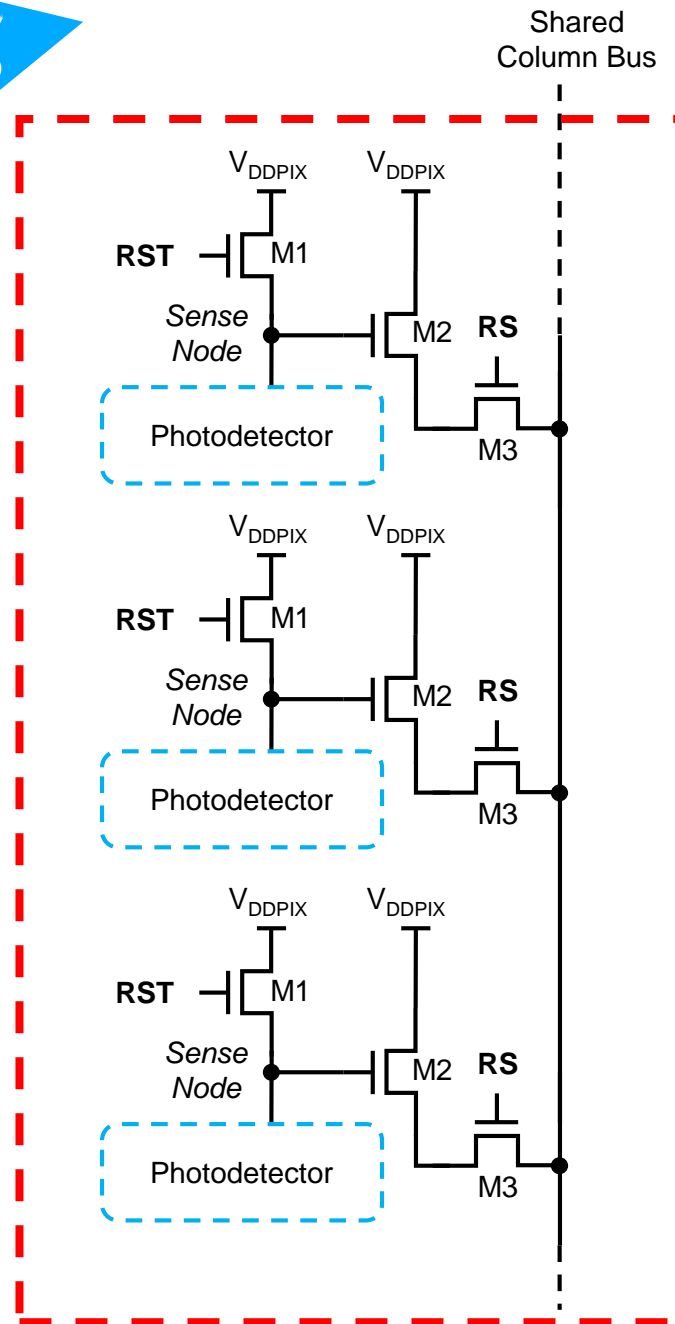 Shared
Column Bus
V_DDPIX V_DDPIX
RST M1
Sense
Node
M2 RS
Photodetector
M3
V_DDPIX V_DDPIX
RST M1
Sense
Node
M2 RS
Photodetector
M3
V_DDPIX V_DDPIX
RST M1
Sense
Node
M2 RS
Photodetector
M3